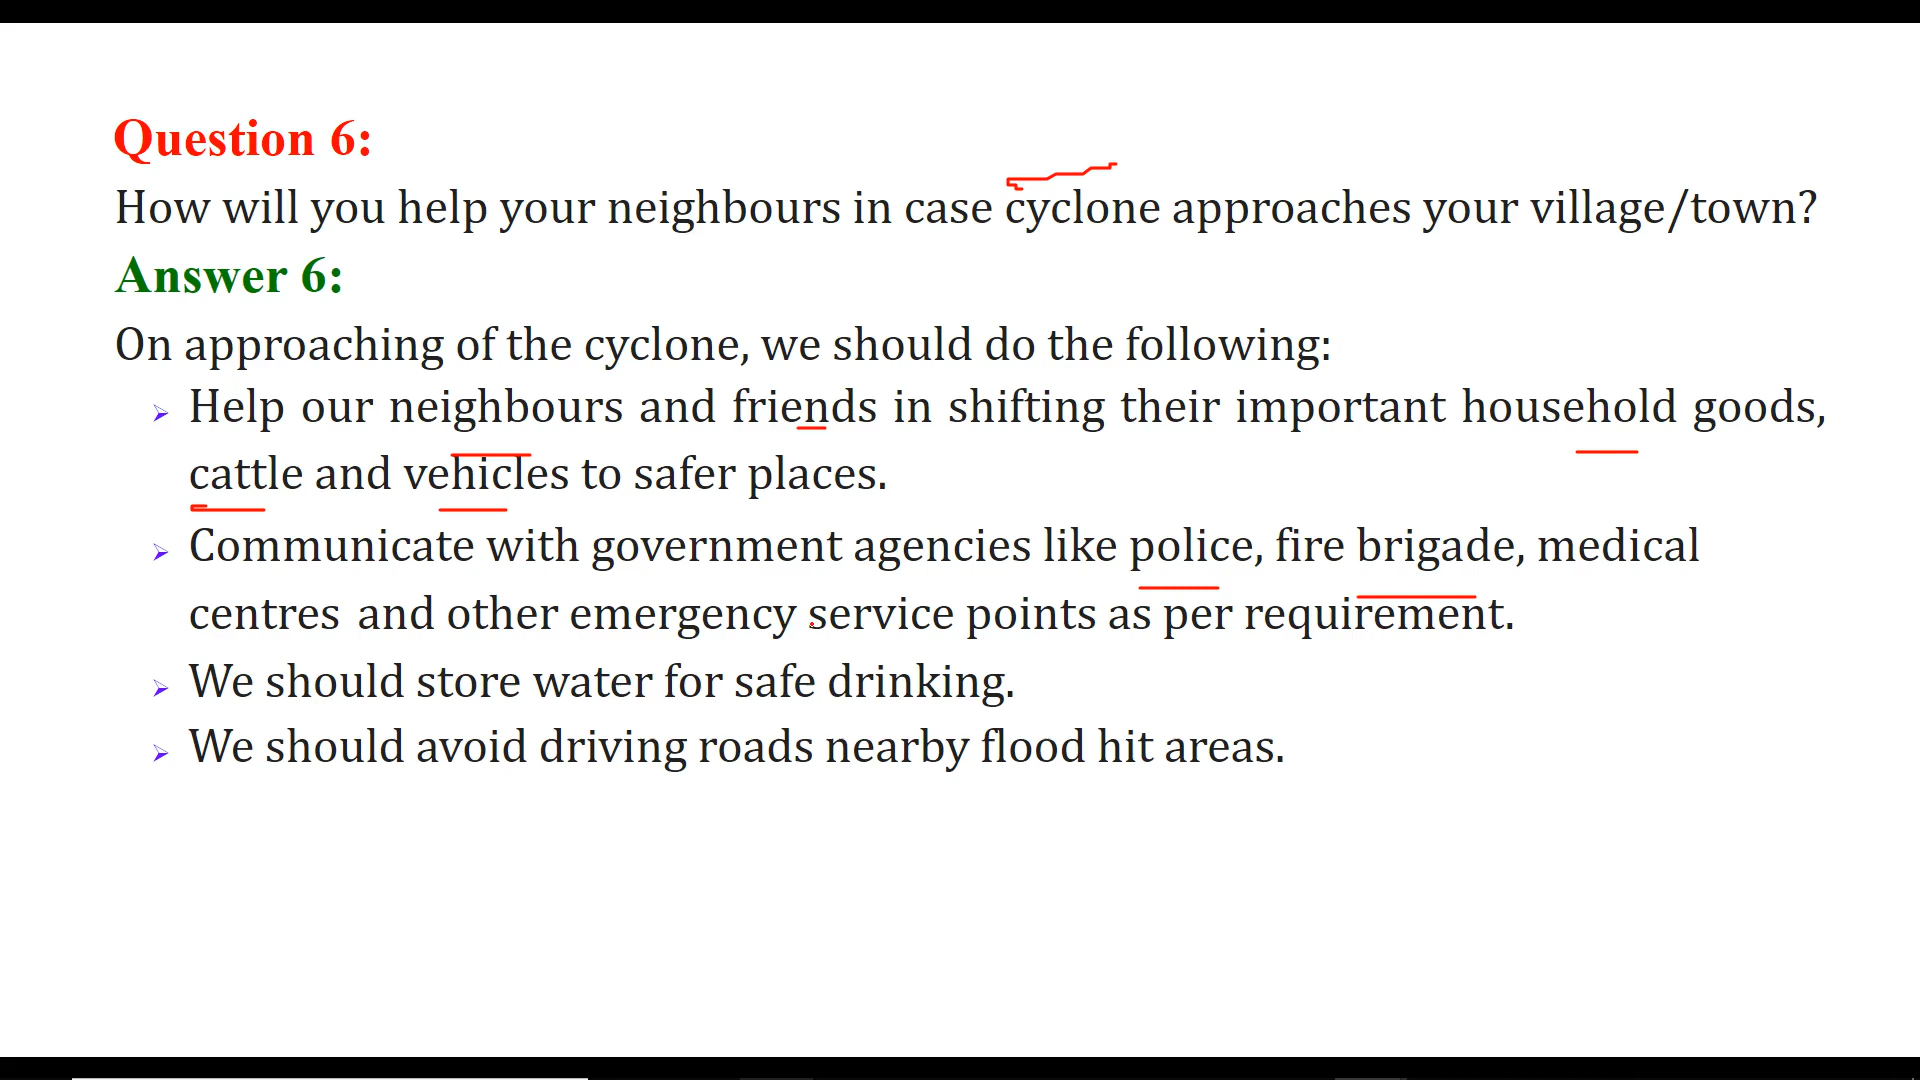 Question 6:
How will you help your neighbours in case cyclone approaches your village/town?
Answer 6:
On approaching of the cyclone, we should do the following:
Help our neighbours and friends in shifting their important household goods,
cattle and vehicles to safer places.
Communicate with government agencies like police, fire brigade, medical
centres and other emergency service points as per requirement.
We should store water for safe drinking.
We should avoid driving roads nearby flood hit areas.